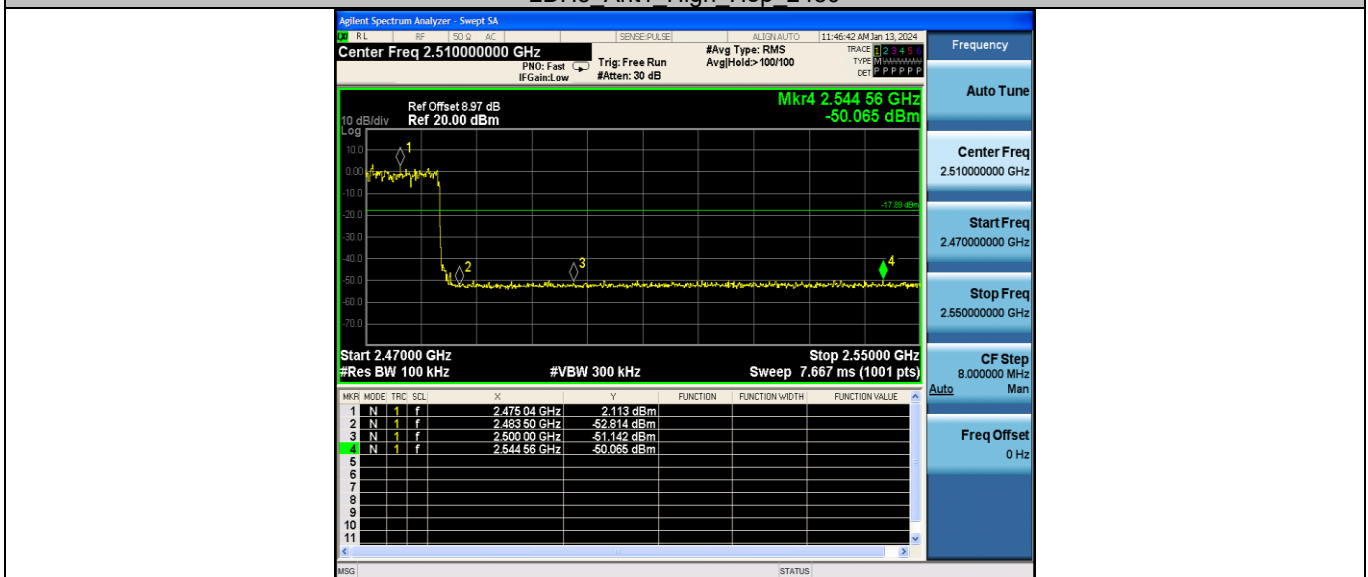 2DH5_Ant1_High_Hop_2480
Agilent Spectrum Analyzer - Swept SA
RL RF 50 Ω AC SENSE:PULSE ALIGN AUTO 11:46:42 AM Jan 13, 2024
Center Freq 2.510000000 GHz
PNO: Fast
IFGain:Low
Trig: Free Run
#Atten: 30 dB
#Avg Type: RMS
Avg|Hold:>100/100
TRACE 1 2 3 4 5 6
TYPE M
DET P P P P P P
Mkr4 2.544 56 GHz
-50.065 dBm
Ref Offset 8.97 dB
10 dB/div Ref 20.00 dBm
Log
10.0
0.00
-10.0
-20.0
-30.0
-40.0
-50.0
-60.0
-70.0
1
2
3
4
-17.89 dBm
Start 2.47000 GHz Stop 2.55000 GHz
#Res BW 100 kHz #VBW 300 kHz Sweep 7.667 ms (1001 pts)
MKR MODE TRC SCL X Y FUNCTION FUNCTION WIDTH FUNCTION VALUE
1 N 1 f 2.475 04 GHz 2.113 dBm
2 N 1 f 2.483 50 GHz -52.814 dBm
3 N 1 f 2.500 00 GHz -51.142 dBm
4 N 1 f 2.544 56 GHz -50.065 dBm
5
6
7
8
9
10
11
MSG STATUS
Frequency
Auto Tune
Center Freq
2.510000000 GHz
Start Freq
2.470000000 GHz
Stop Freq
2.550000000 GHz
CF Step
8.000000 MHz
Auto Man
Freq Offset
0 Hz